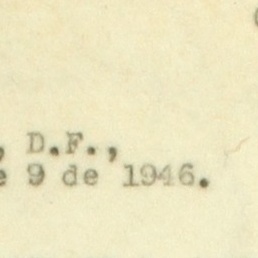 , D.F.,
e 9 de 1946.